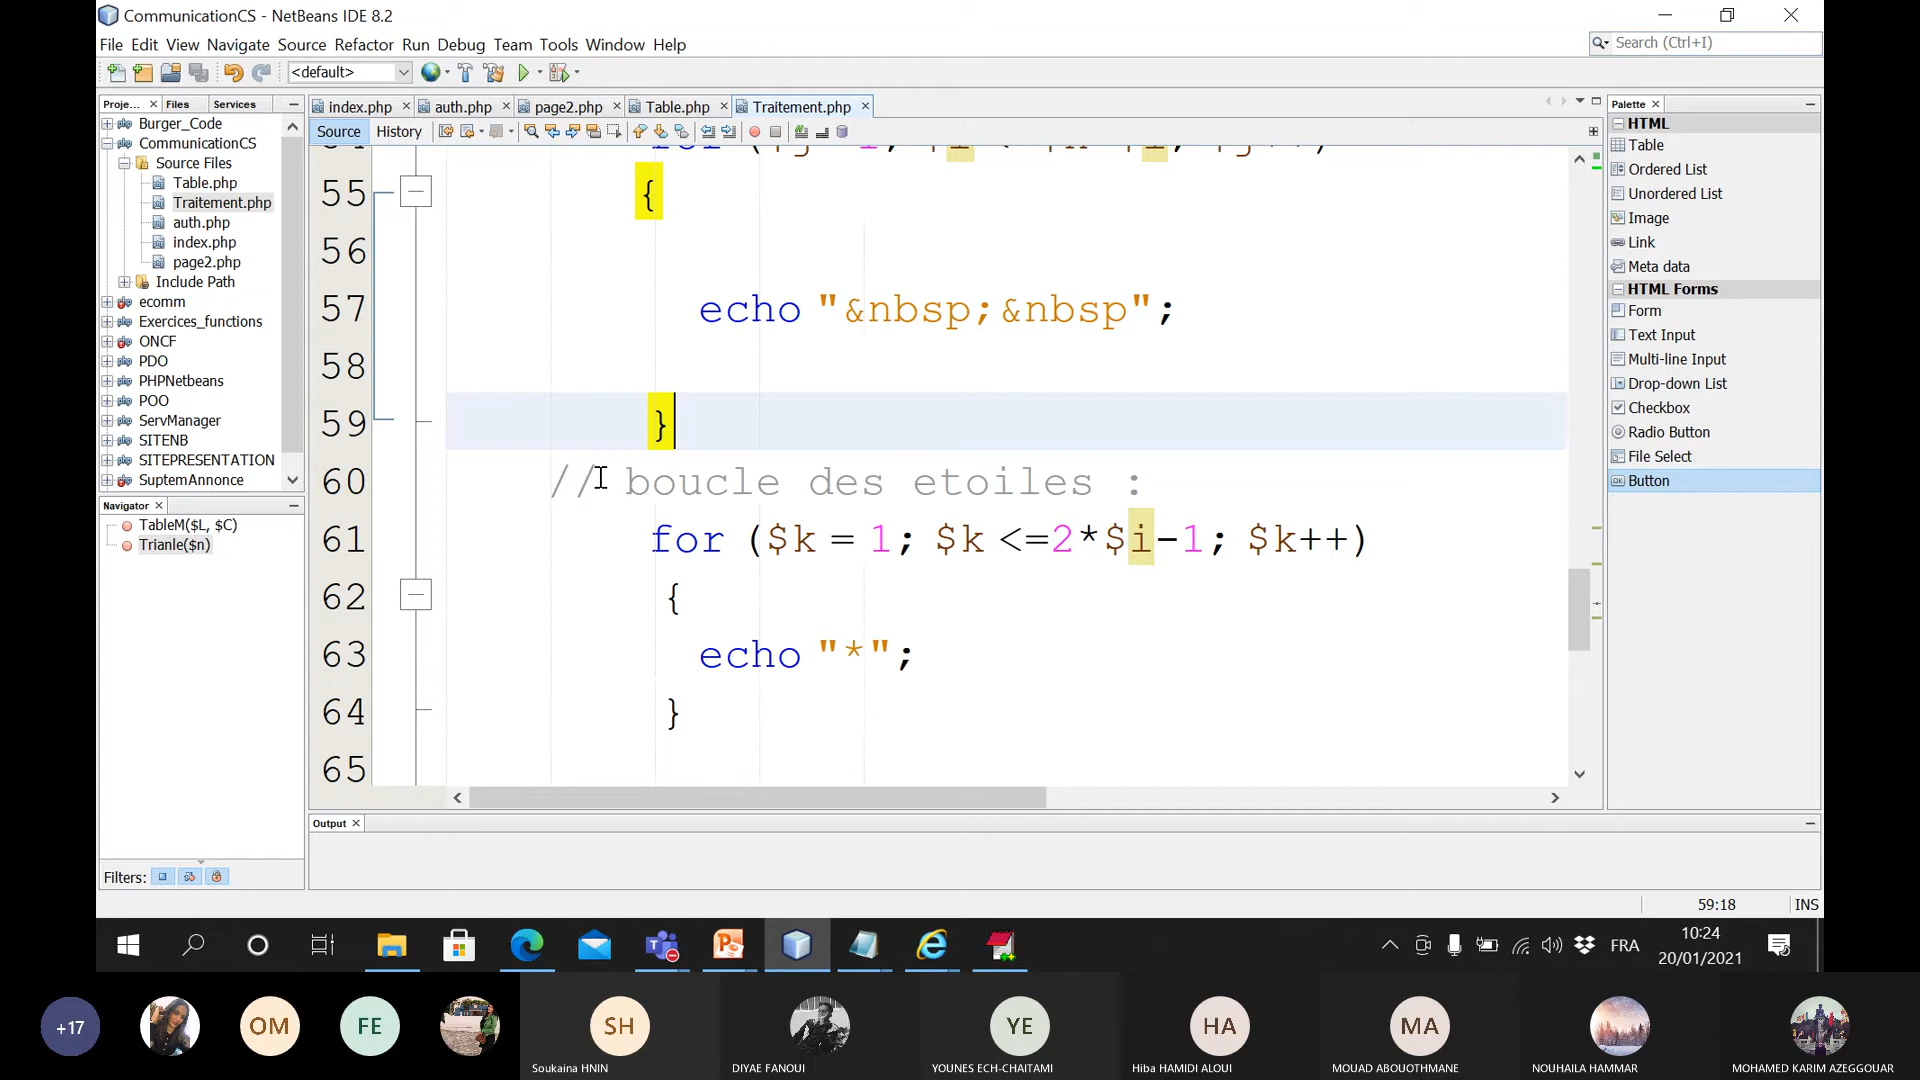 CommunicationCS - NetBeans IDE 8.2
File Edit View Navigate Source Refactor Run Debug Team Tools Window Help
Search (Ctrl+I)
<default>
Proje... Files Services
index.php auth.php page2.php Table.php Traitement.php
Palette
Source History
Burger_Code
CommunicationCS
Source Files
Table.php
Traitement.php
auth.php
index.php
page2.php
Include Path
ecomm
Exercices_functions
ONCF
PDO
PHPNetbeans
POO
ServManager
SITENB
SITEPRESENTATION
SuptemAnnonce
Navigator
TableM($L, $C)
Trianle($n)
Filters:
55 {
56
57 echo "&nbsp;&nbsp";
58
59 }
60 // boucle des etoiles :
61 for ($k = 1; $k <=2*$i-1; $k++)
62 {
63 echo "*";
64 }
65
HTML
Table
Ordered List
Unordered List
Image
Link
Meta data
HTML Forms
Form
Text Input
Multi-line Input
Drop-down List
Checkbox
Radio Button
File Select
Button
Output
59:18 INS
FRA
10:24
20/01/2021
+17
OM
FE
SH
YE
HA
MA
Soukaina HNIN
DIYAE FANOUI
YOUNES ECH-CHAITAMI
Hiba HAMIDI ALOUI
MOUAD ABOUOTHMANE
NOUHAILA HAMMAR
MOHAMED KARIM AZEGGOUAR